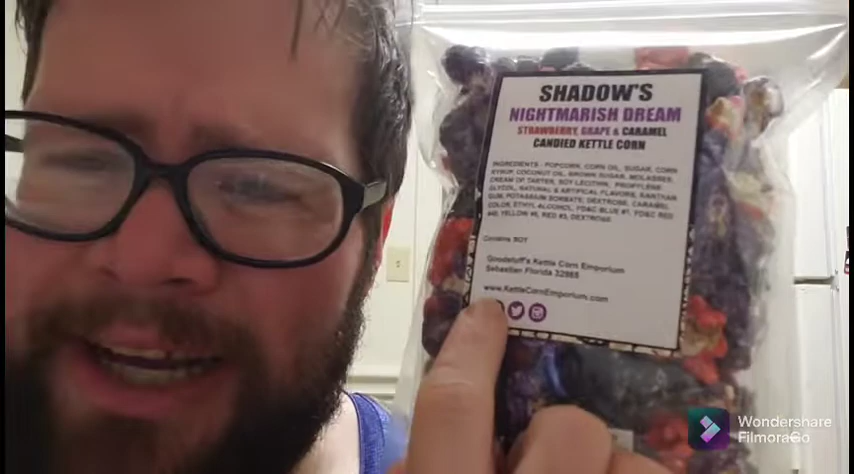 SHADOW'S
NIGHTMARISH DREAM
STRAWBERRY, GRAPE & CARAMEL
CANDIED KETTLE CORN
INGREDIENTS - POPCORN, CORN OIL, SUGAR, CORN
SYRUP, COCONUT OIL, BROWN SUGAR, MOLASSES,
CREAM OF TARTER, SOY LECITHIN, PROPYLENE
GLYCOL, NATURAL & ARTIFICIAL FLAVORS, XANTHAN
GUM, POTASSIUM SORBATE, DEXTROSE, CARAMEL
COLOR, ETHYL ALCOHOL, FD&C BLUE #1, FD&C RED
#40, YELLOW #5, RED #3, DEXTROSE
Contains SOY
Goodstuff's Kettle Corn Emporium
Sebastian Florida 32958
www.KettleCornEmporium.com
Wondershare
FilmoraGo